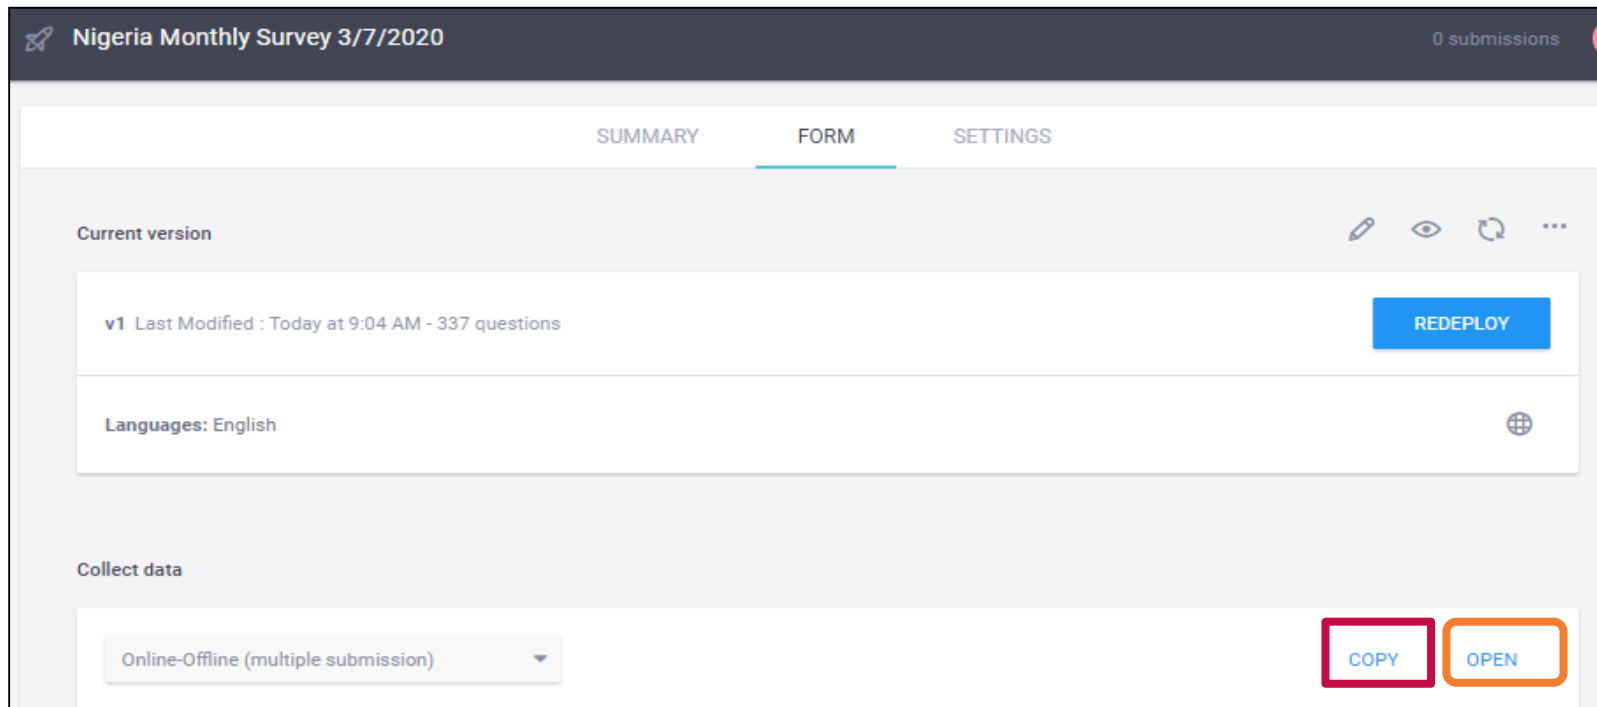 Nigeria Monthly Survey 3/7/2020
0 submissions
SUMMARY FORM SETTINGS
Current version
v1 Last Modified : Today at 9:04 AM - 337 questions
REDEPLOY
Languages: English
Collect data
Online-Offline (multiple submission)
COPY OPEN